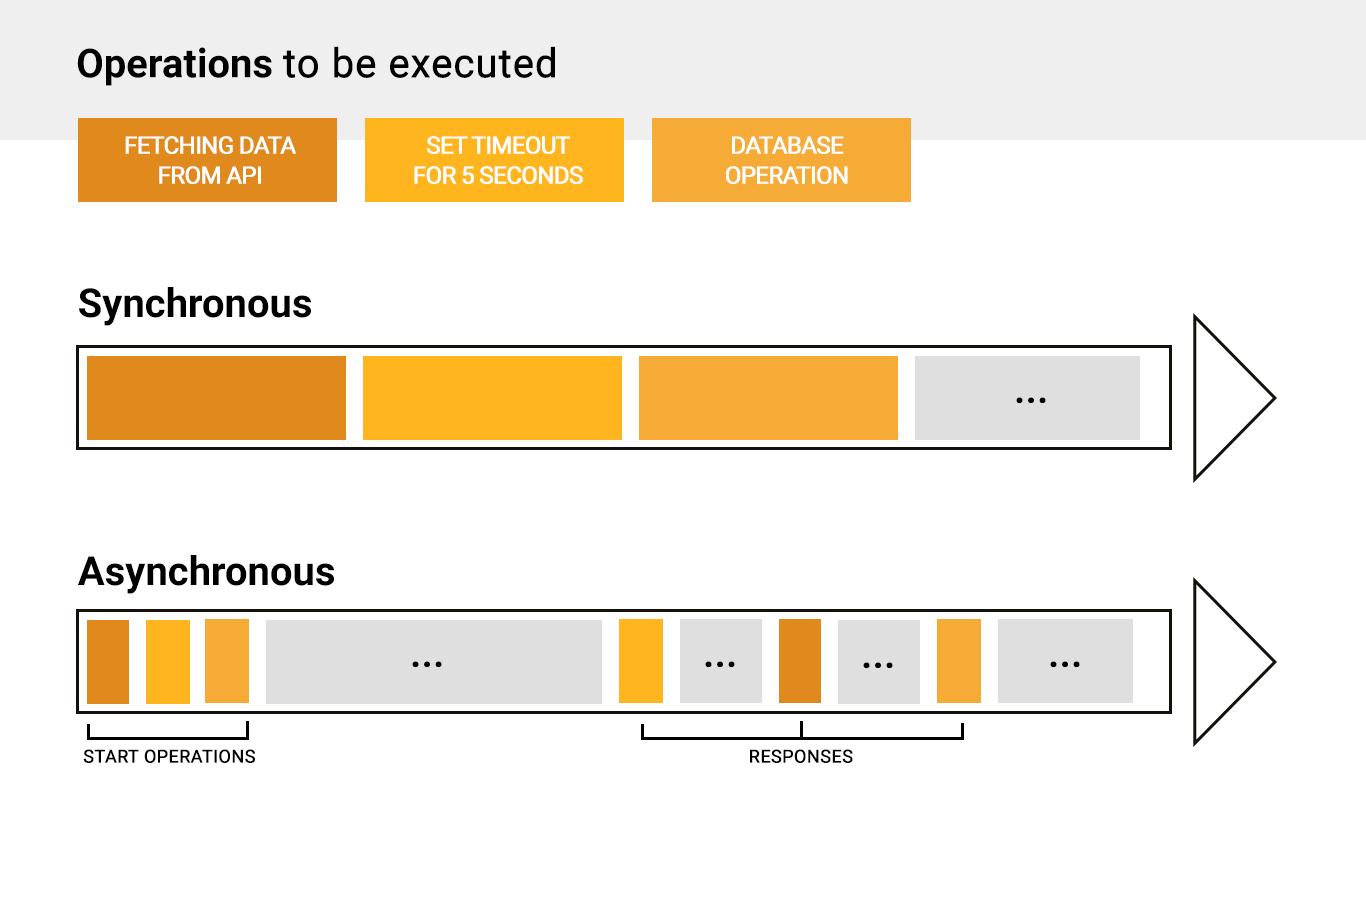 Operations to be executed
FETCHING DATA
FROM API
SET TIMEOUT
FOR 5 SECONDS
DATABASE
OPERATION
Synchronous
...
Asynchronous
...
...
...
...
START OPERATIONS
RESPONSES